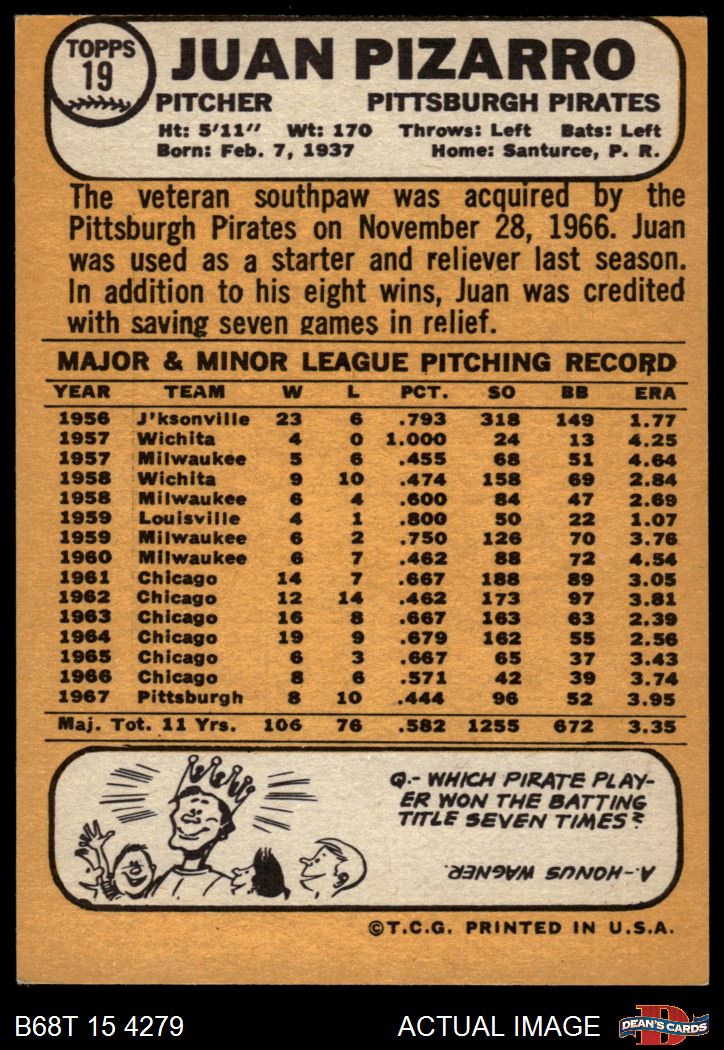 TOPPS
19
JUAN PIZARRO
PITCHER PITTSBURGH PIRATES
Ht: 5'11" Wt: 170 Throws: Left Bats: Left
Born: Feb. 7, 1937 Home: Santurce, P. R.
The veteran southpaw was acquired by the
Pittsburgh Pirates on November 28, 1966. Juan
was used as a starter and reliever last season.
In addition to his eight wins, Juan was credited
with saving seven games in relief.
MAJOR & MINOR LEAGUE PITCHING RECORD
YEAR TEAM W L PCT. SO BB ERA
1956 J'ksonville 23 6 .793 318 149 1.77
1957 Wichita 4 0 1.000 24 13 4.25
1957 Milwaukee 5 6 .455 68 51 4.64
1958 Wichita 9 10 .474 158 69 2.84
1958 Milwaukee 6 4 .600 84 47 2.69
1959 Louisville 4 1 .800 50 22 1.07
1959 Milwaukee 6 2 .750 126 70 3.76
1960 Milwaukee 6 7 .462 88 72 4.54
1961 Chicago 14 7 .667 188 89 3.05
1962 Chicago 12 14 .462 173 97 3.81
1963 Chicago 16 8 .667 163 63 2.39
1964 Chicago 19 9 .679 162 55 2.56
1965 Chicago 6 3 .667 65 37 3.43
1966 Chicago 8 6 .571 42 39 3.74
1967 Pittsburgh 8 10 .444 96 52 3.95
Maj. Tot. 11 Yrs. 106 76 .582 1255 672 3.35
Q.- WHICH PIRATE PLAY-
ER WON THE BATTING
TITLE SEVEN TIMES?
A.-HONUS WAGNER.
©T.C.G. PRINTED IN U.S.A.
B68T 15 4279 ACTUAL IMAGE
D
DEAN'S CARDS